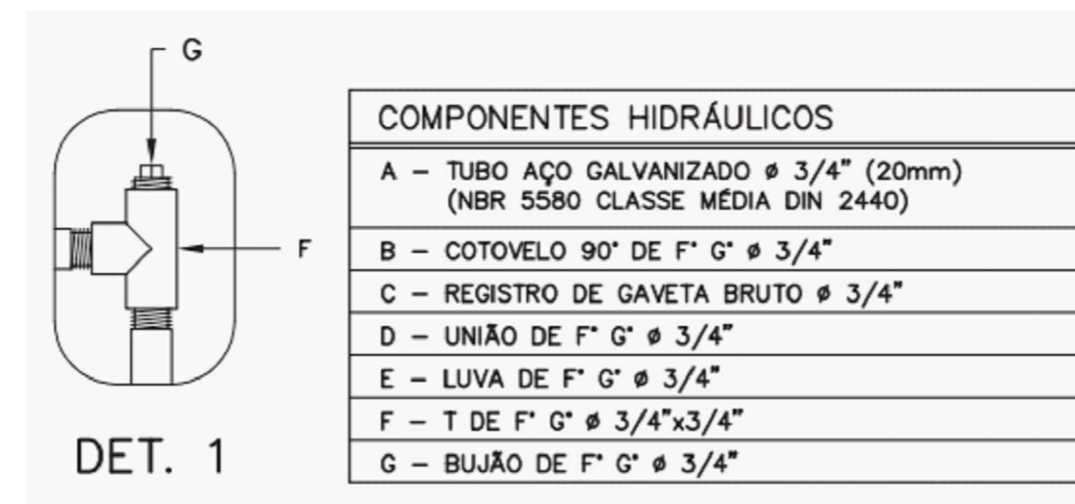 G
F
DET. 1
COMPONENTES HIDRÁULICOS
A – TUBO AÇO GALVANIZADO ø 3/4" (20mm)
(NBR 5580 CLASSE MÉDIA DIN 2440)
B – COTOVELO 90° DE F° G° ø 3/4"
C – REGISTRO DE GAVETA BRUTO ø 3/4"
D – UNIÃO DE F° G° ø 3/4"
E – LUVA DE F° G° ø 3/4"
F – T DE F° G° ø 3/4"x3/4"
G – BUJÃO DE F° G° ø 3/4"